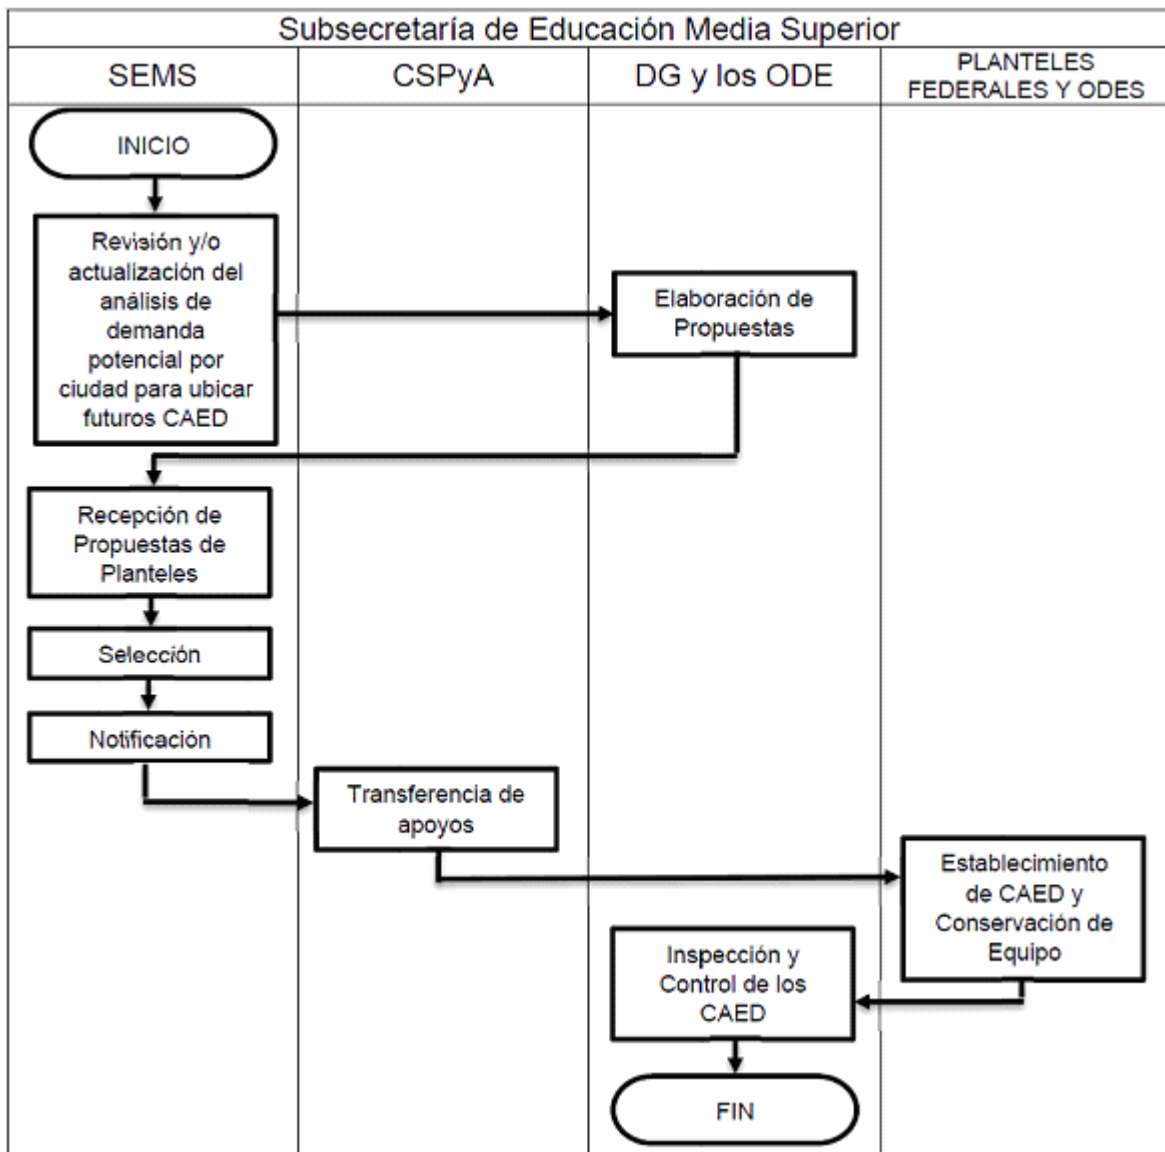 Subsecretaría de Educación Media Superior
SEMS
CSPyA
DG y los ODE
PLANTELES
FEDERALES Y ODES
INICIO
Revisión y/o
actualización del
análisis de
demanda
potencial por
ciudad para ubicar
futuros CAED
Elaboración de
Propuestas
Recepción de
Propuestas de
Planteles
Selección
Notificación
Transferencia de
apoyos
Establecimiento
de CAED y
Conservación de
Equipo
Inspección y
Control de los
CAED
FIN